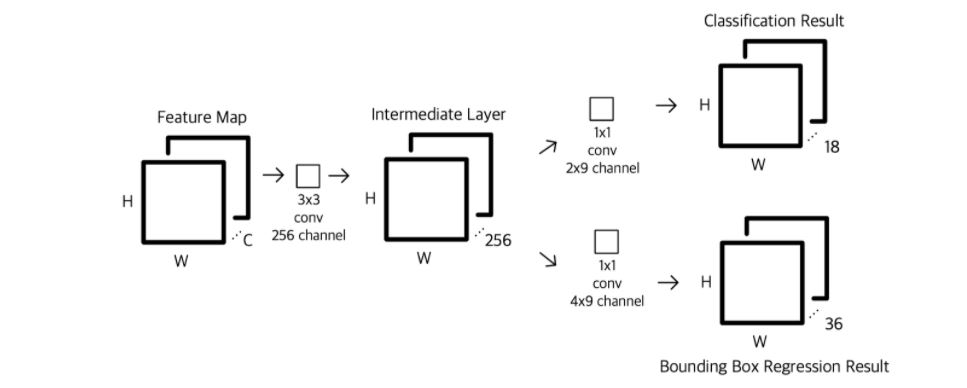 Classification Result
H
W
18
1x1
conv
2x9 channel
Feature Map
H
W
C
3x3
conv
256 channel
Intermediate Layer
H
W
256
1x1
conv
4x9 channel
H
W
36
Bounding Box Regression Result